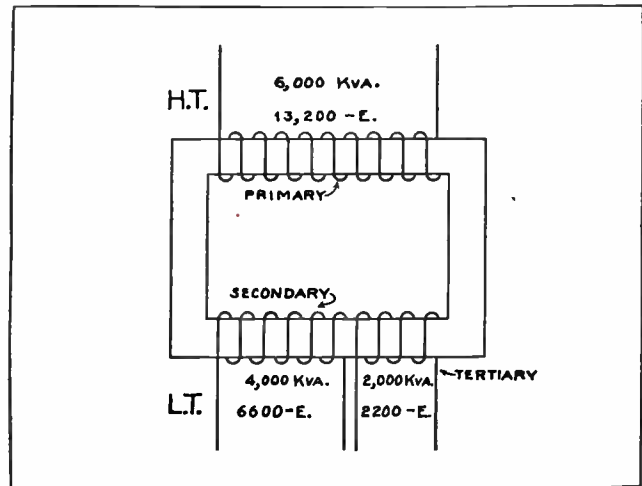 H.T.
6,000 KVA.
13,200-E.
PRIMARY
SECONDARY
4,000 KVA.
2,000 KVA.
TERTIARY
L.T.
6600-E.
2200-E.